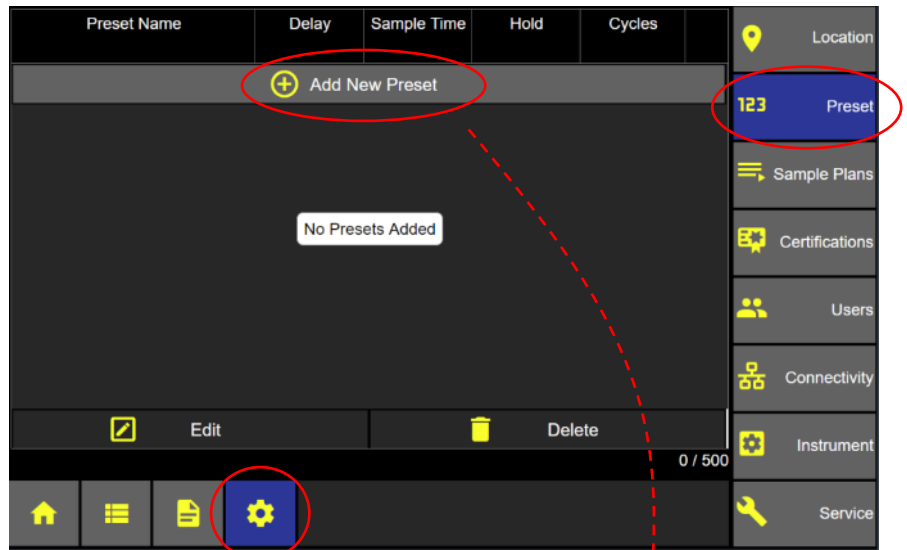 Preset Name Delay Sample Time Hold Cycles
Add New Preset
No Presets Added
Edit Delete
0 / 500
Location
123 Preset
Sample Plans
Certifications
Users
Connectivity
Instrument
Service